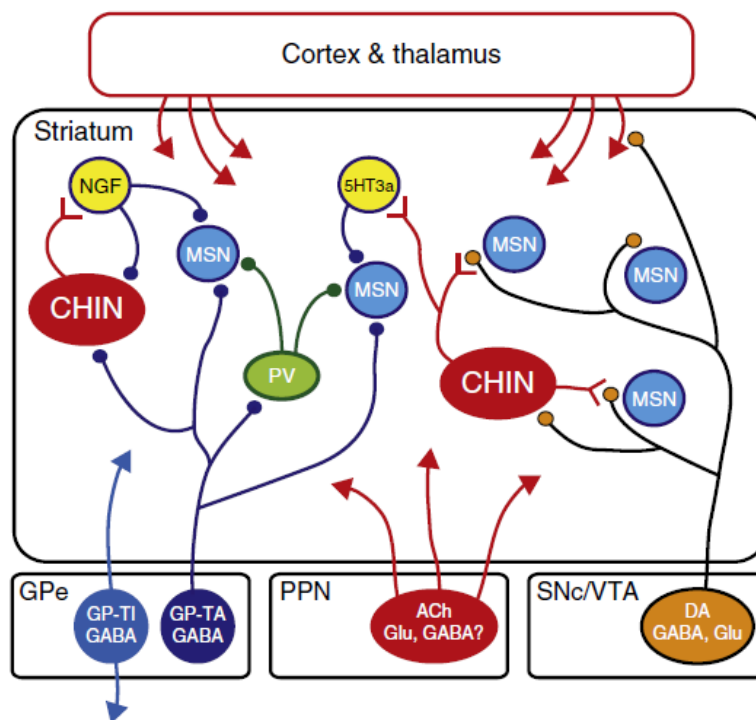 Cortex & thalamus
Striatum
NGF
5HT3a
MSN
MSN
MSN
MSN
CHIN
PV
CHIN
MSN
GPe
GP-TI
GABA
GP-TA
GABA
PPN
ACh
Glu, GABA?
SNc/VTA
DA
GABA, Glu